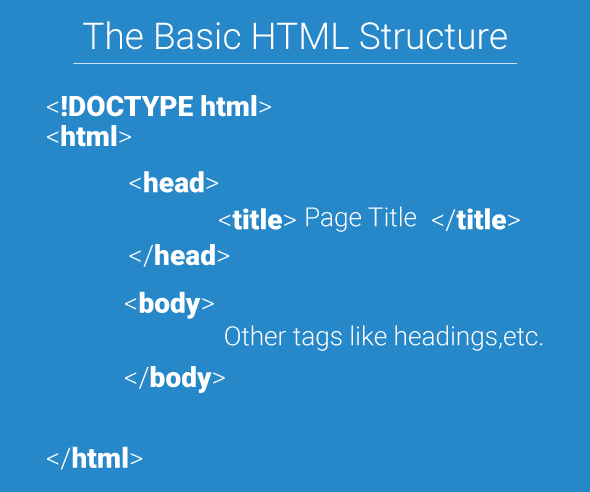 The Basic HTML Structure
<!DOCTYPE html>
<html>
<head>
<title> Page Title </title>
</head>
<body>
Other tags like headings,etc.
</body>
</html>